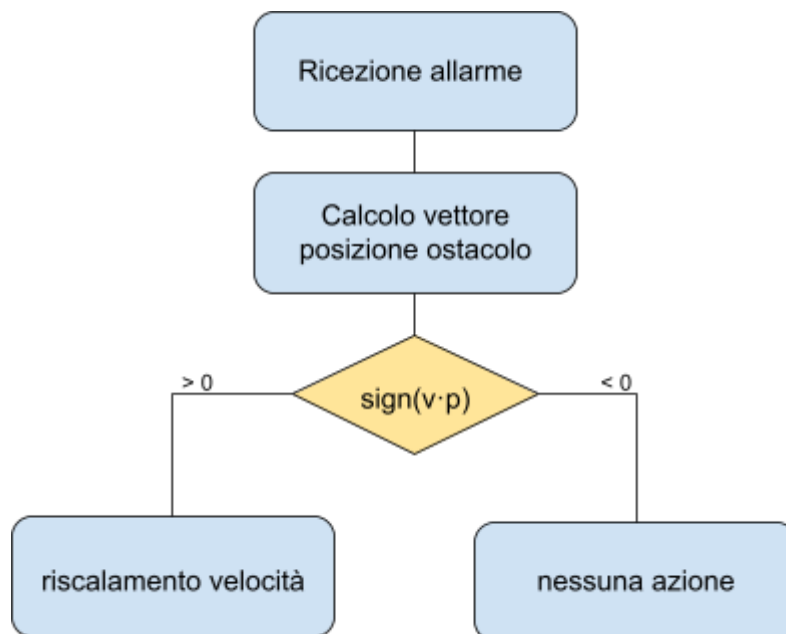 Ricezione allarme
Calcolo vettore
posizione ostacolo
> 0
< 0
sign(v·p)
riscalamento velocità
nessuna azione